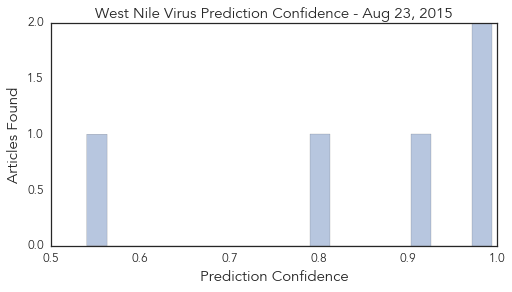 West Nile Virus Prediction Confidence - Aug 23, 2015
2.0
1.5
1.0
0.5
0.0
Articles Found
0.5 0.6 0.7 0.8 0.9 1.0
Prediction Confidence